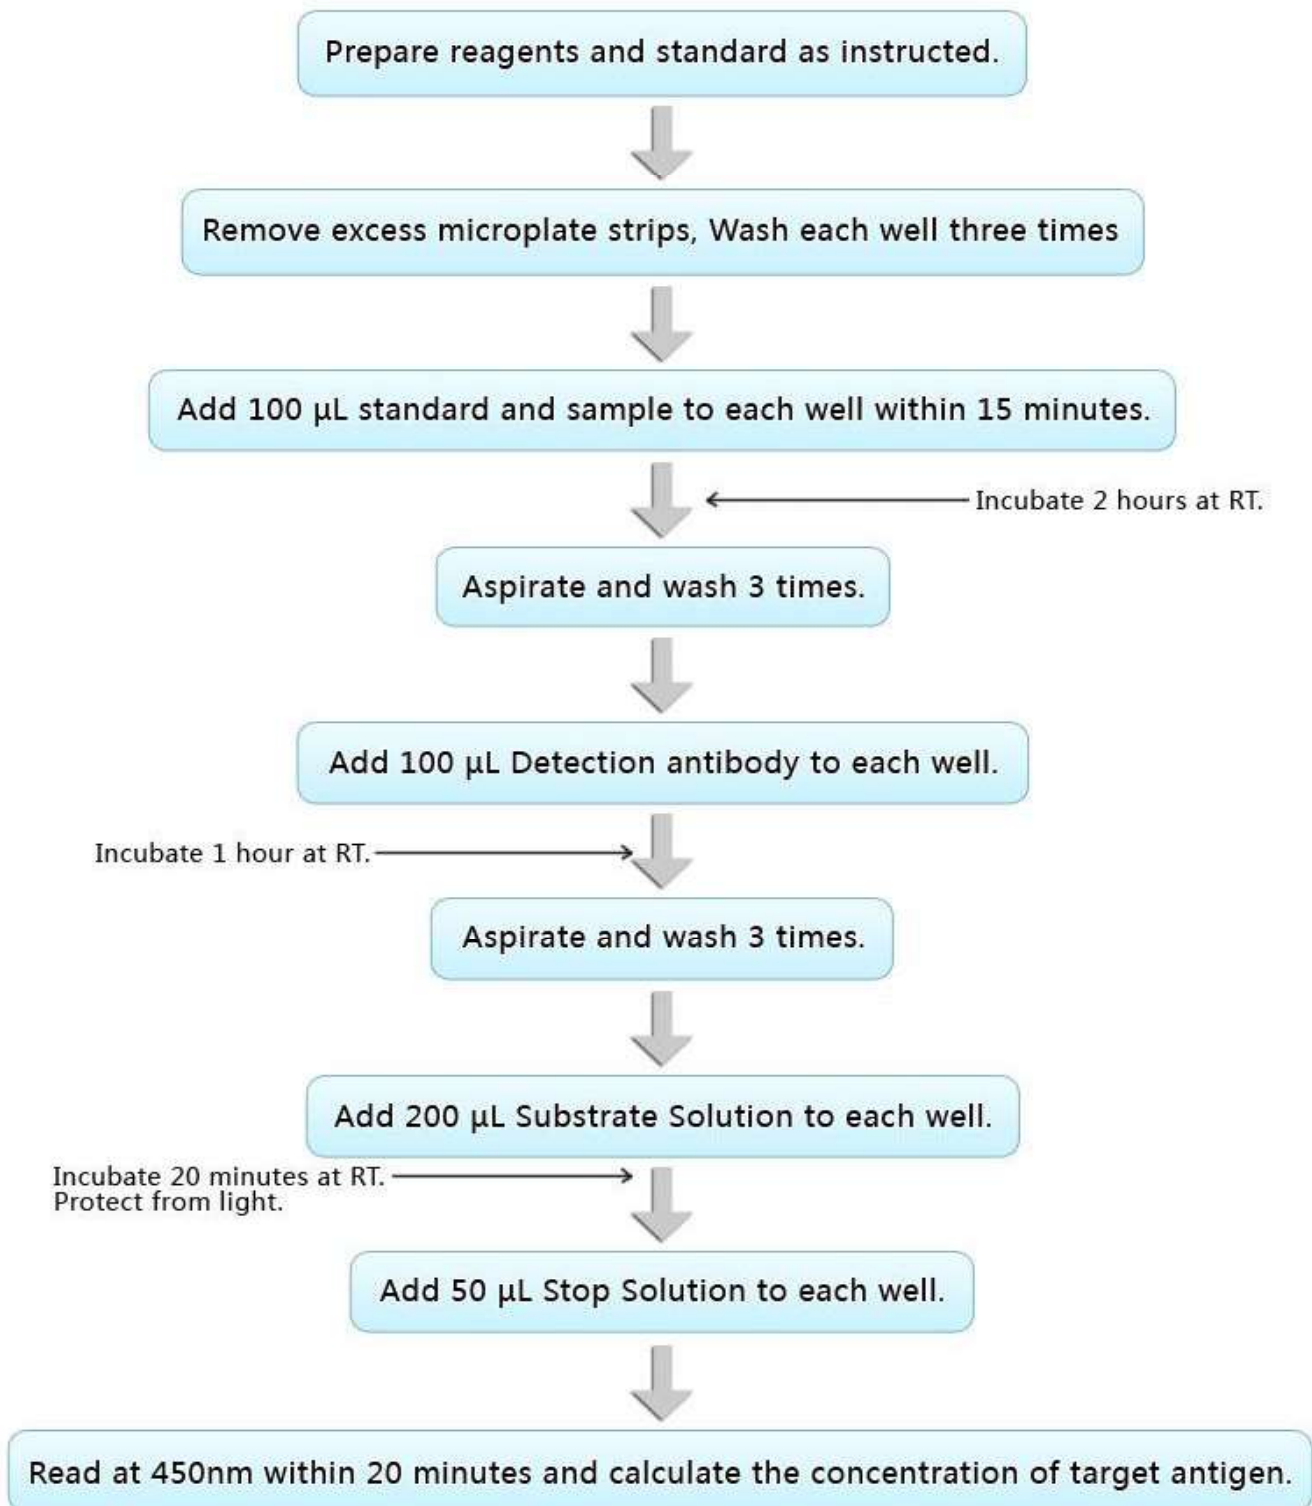 Prepare reagents and standard as instructed.
Remove excess microplate strips, Wash each well three times
Add 100 μL standard and sample to each well within 15 minutes.
Incubate 2 hours at RT.
Aspirate and wash 3 times.
Add 100 μL Detection antibody to each well.
Incubate 1 hour at RT.
Aspirate and wash 3 times.
Add 200 μL Substrate Solution to each well.
Incubate 20 minutes at RT.
Protect from light.
Add 50 μL Stop Solution to each well.
Read at 450nm within 20 minutes and calculate the concentration of target antigen.